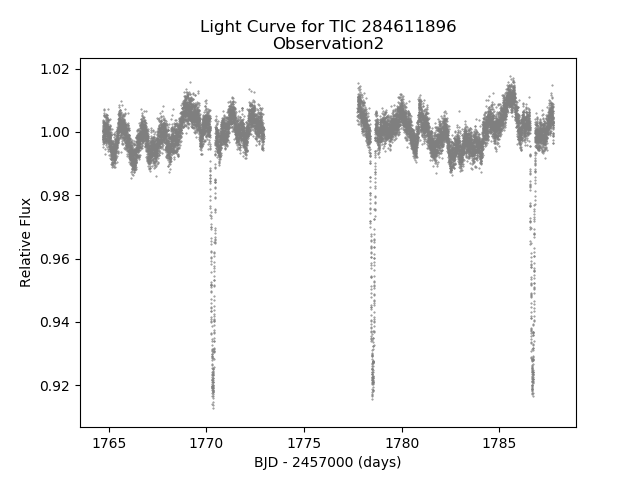 Light Curve for TIC 284611896
Observation2
1.02
1.00
0.98
0.96
0.94
0.92
Relative Flux
1765
1770
1775
1780
1785
BJD - 2457000 (days)